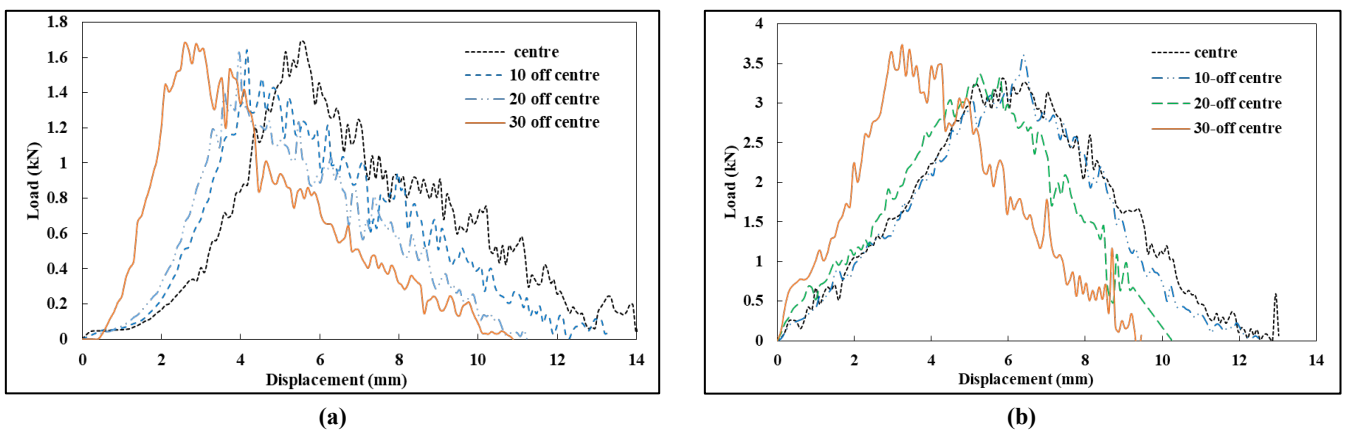 1.8
1.6
1.4
1.2
1
0.8
0.6
0.4
0.2
0
Load (kN)
0 2 4 6 8 10 12 14
Displacement (mm)
centre
10 off centre
20 off centre
30 off centre
(a)
4
3.5
3
2.5
2
1.5
1
0.5
0
Load (kN)
0 2 4 6 8 10 12 14
Displacement (mm)
centre
10-off centre
20-off centre
30-off centre
(b)